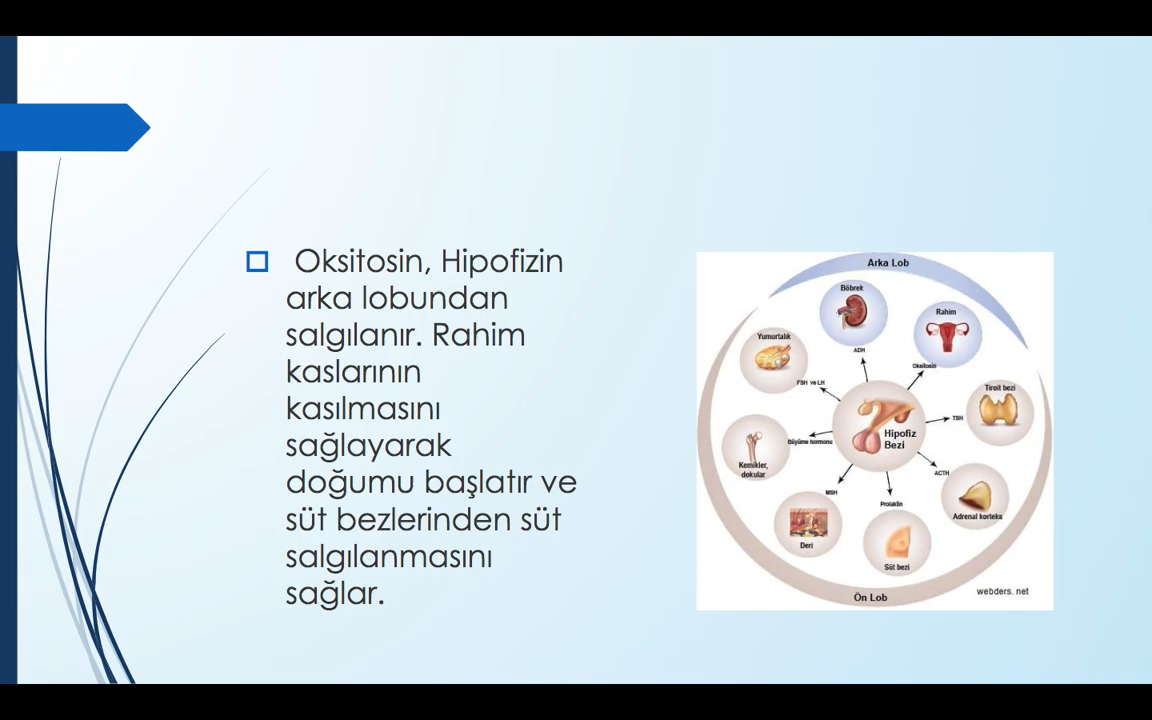 Oksitosin, Hipofizin
arka lobundan
salgılanır. Rahim
kaslarının
kasılmasını
sağlayarak
doğumu başlatır ve
süt bezlerinden süt
salgılanmasını
sağlar.
Arka Lob
Böbrek
Rahim
Yumurtalık
ADH
Oksitosin
FSH ve LH
Tiroit bezi
TSH
Hipofiz
Bezi
Büyüme hormonu
Kemikler,
dokular
ACTH
MSH
Prolaktin
Adrenal korteks
Deri
Süt bezi
webders. net
Ön Lob